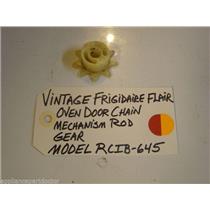 VINTAGE FRIGIDAIRE FLAIR
OVEN DOOR CHAIN
MECHANISM ROD
GEAR
MODEL RCIB-645